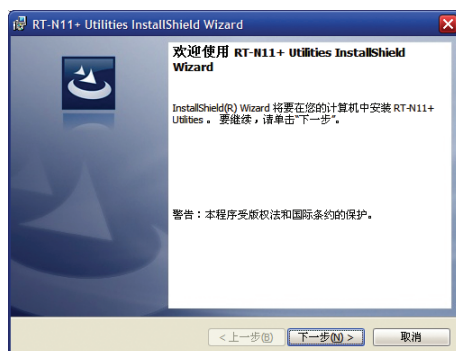 RT-N11+ Utilities InstallShield Wizard
欢迎使用 RT-N11+ Utilities InstallShield
Wizard
InstallShield(R) Wizard 将要在您的计算机中安装 RT-N11+
Utilities 。 要继续，请单击“下一步”。
警告：本程序受版权法和国际条约的保护。
<上一步(B) 下一步(N) > 取消